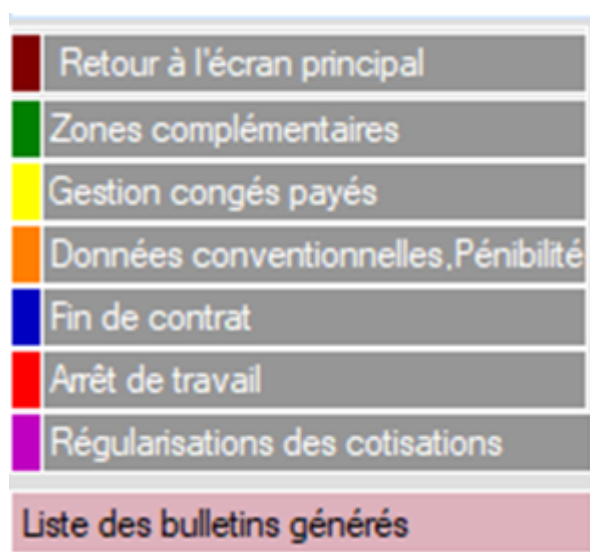 Retour à l'écran principal
Zones complémentaires
Gestion congés payés
Données conventionnelles,Pénibilité
Fin de contrat
Arrêt de travail
Régularisations des cotisations
Liste des bulletins générés